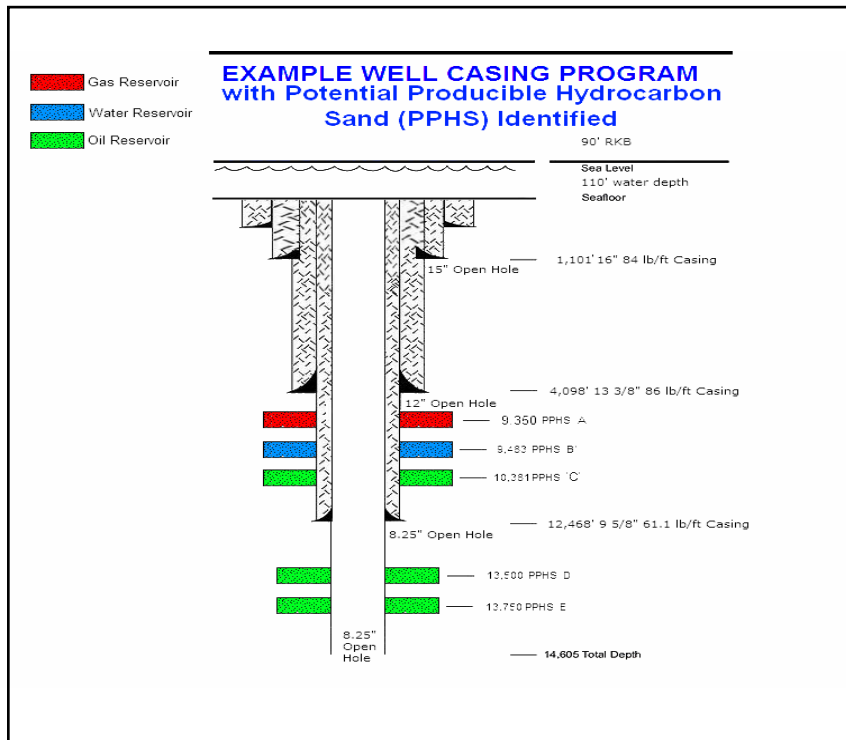 EXAMPLE WELL CASING PROGRAM
with Potential Producible Hydrocarbon
Sand (PPHS) Identified
Gas Reservoir
Water Reservoir
Oil Reservoir
90' RKB
Sea Level
110' water depth
Seafloor
1,101' 16" 84 lb/ft Casing
15" Open Hole
4,098' 13 3/8" 86 lb/ft Casing
12" Open Hole
9,350 PPHS A
9,483 PPHS B'
10,381 PPHS 'C'
12,468' 9 5/8" 61.1 lb/ft Casing
8.25" Open Hole
13,500 PPHS D
13,750 PPHS E
8.25"
Open
Hole
14,605 Total Depth